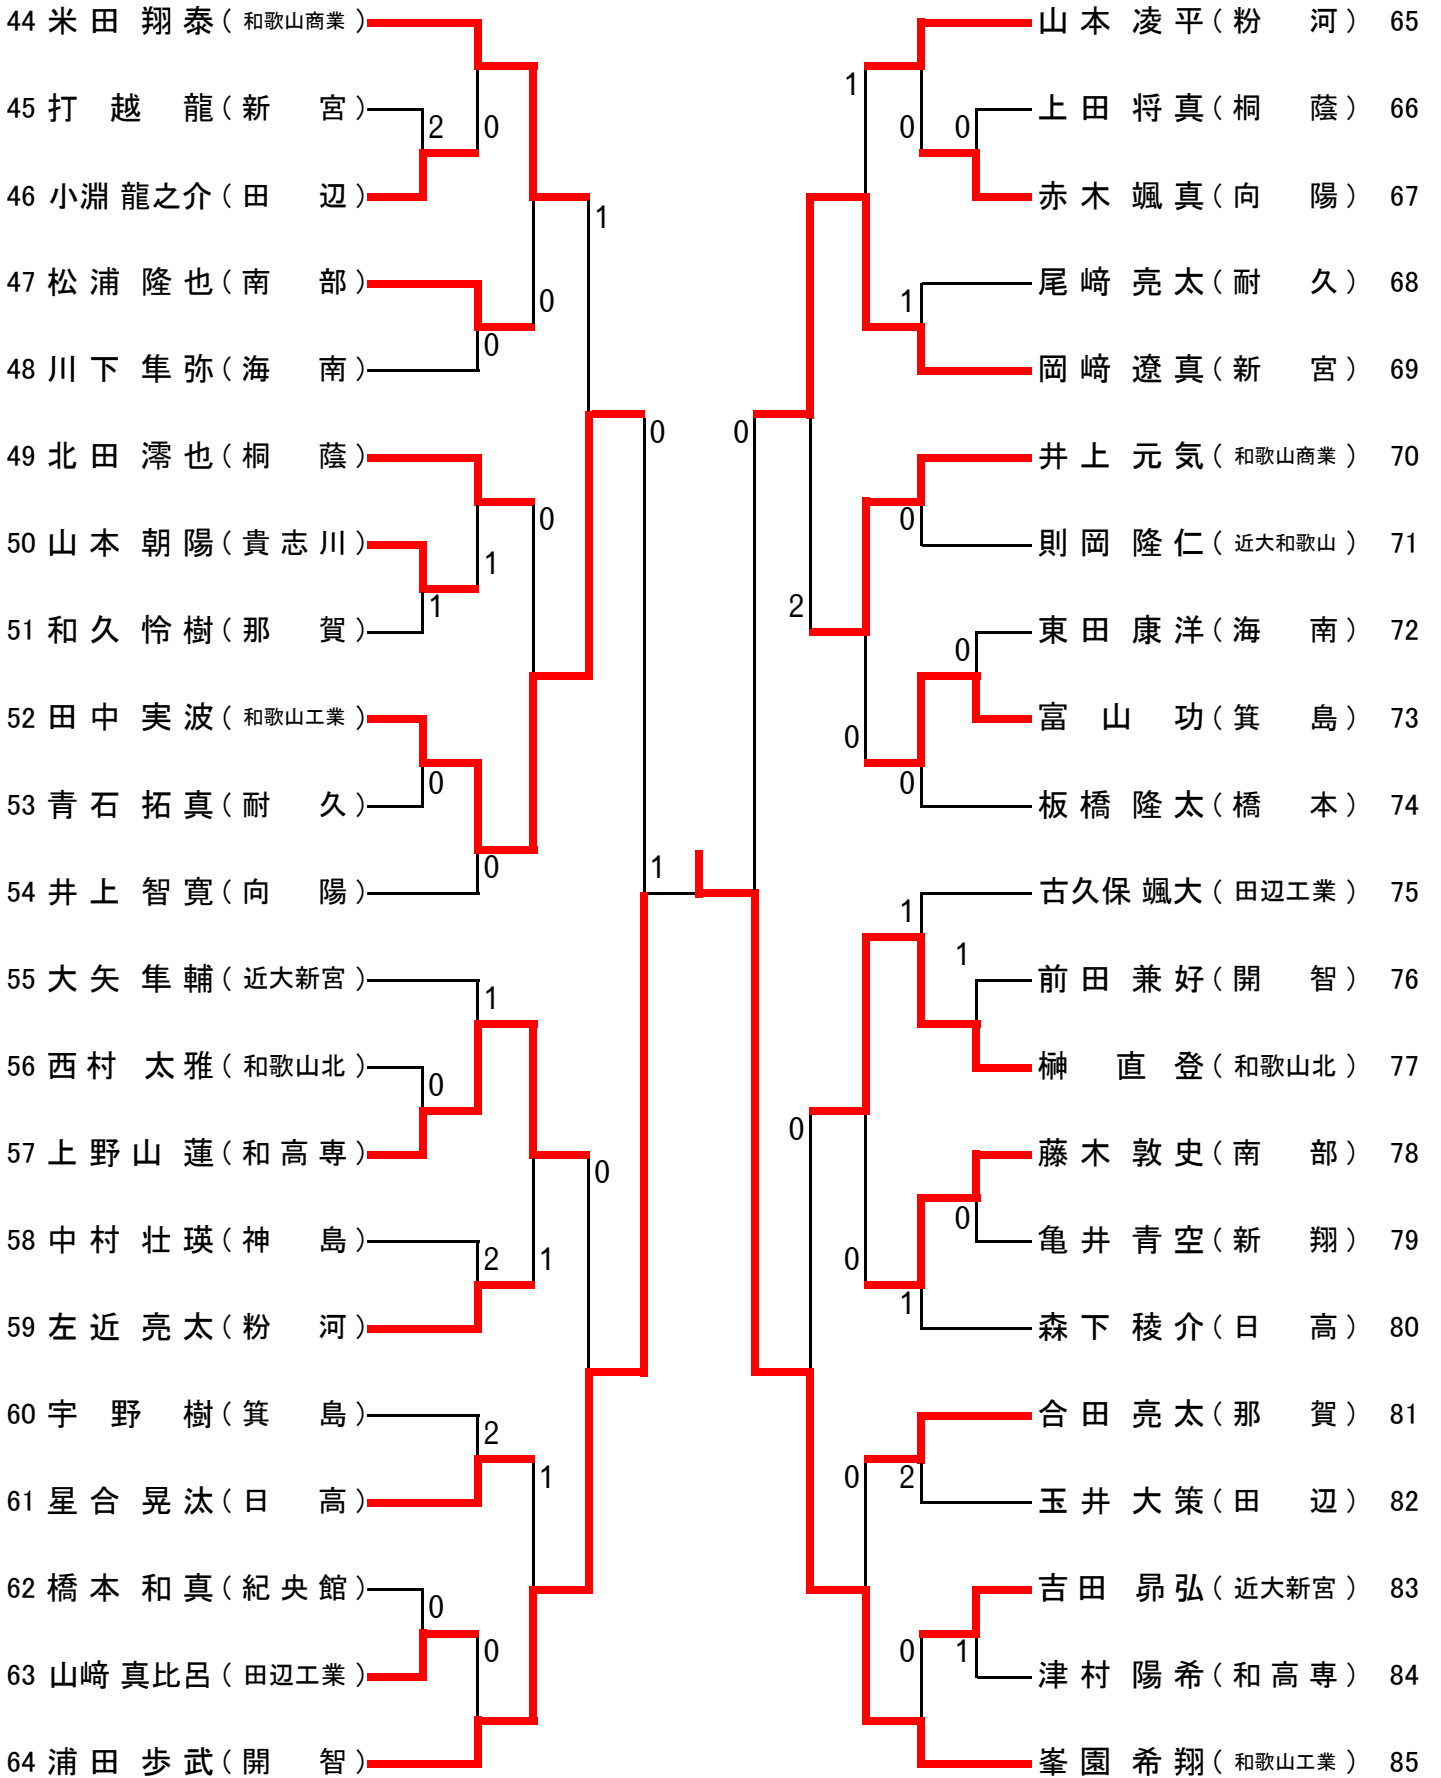 44 米田 翔泰 ( 和歌山商業 )
45 打越 龍 ( 新宮 )
2
0
46 小淵 龍之介 ( 田辺 )
1
47 松浦 隆也 ( 南部 )
0
0
48 川下 隼弥 ( 海南 )
0
49 北田 澪也 ( 桐蔭 )
0
50 山本 朝陽 ( 貴志川 )
1
1
51 和久 怜樹 ( 那賀 )
52 田中 実波 ( 和歌山工業 )
0
53 青石 拓真 ( 耐久 )
0
1
54 井上 智寛 ( 向陽 )
55 大矢 隼輔 ( 近大新宮 )
1
56 西村 太雅 ( 和歌山北 )
0
57 上野山 蓮 ( 和高専 )
0
58 中村 壮瑛 ( 神島 )
2
1
59 左近 亮太 ( 粉河 )
60 宇野 樹 ( 箕島 )
2
1
61 星合 晃汰 ( 日高 )
62 橋本 和真 ( 紀央館 )
0
0
63 山﨑 真比呂 ( 田辺工業 )
64 浦田 歩武 ( 開智 )
山本 凌平 ( 粉河 ) 65
1
上田 将真 ( 桐蔭 ) 66
0
0
赤木 颯真 ( 向陽 ) 67
尾﨑 亮太 ( 耐久 ) 68
1
岡﨑 遼真 ( 新宮 ) 69
0
井上 元気 ( 和歌山商業 ) 70
0
則岡 隆仁 ( 近大和歌山 ) 71
2
東田 康洋 ( 海南 ) 72
0
富山 功 ( 箕島 ) 73
0
0
板橋 隆太 ( 橋本 ) 74
古久保 颯大 ( 田辺工業 ) 75
1
1
前田 兼好 ( 開智 ) 76
榊 直登 ( 和歌山北 ) 77
0
藤木 敦史 ( 南部 ) 78
0
亀井 青空 ( 新翔 ) 79
0
1
森下 稜介 ( 日高 ) 80
合田 亮太 ( 那賀 ) 81
0
2
玉井 大策 ( 田辺 ) 82
吉田 昴弘 ( 近大新宮 ) 83
0
1
津村 陽希 ( 和高専 ) 84
峯園 希翔 ( 和歌山工業 ) 85